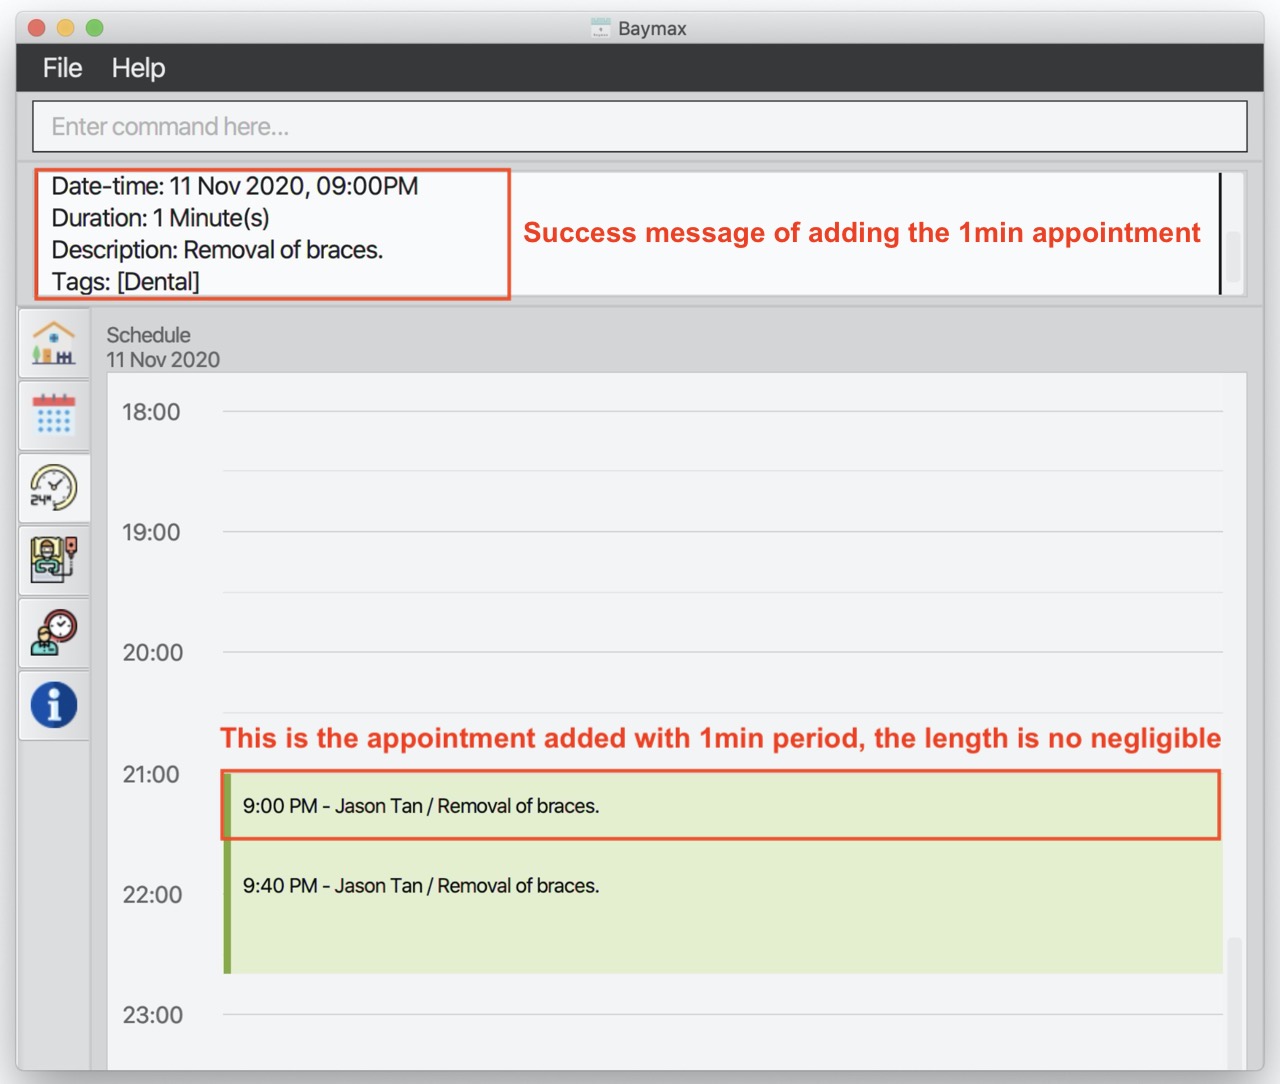 Baymax
File Help
Enter command here...
Date-time: 11 Nov 2020, 09:00PM
Duration: 1 Minute(s)
Description: Removal of braces.
Tags: [Dental]
Success message of adding the 1min appointment
Schedule
11 Nov 2020
18:00
19:00
20:00
This is the appointment added with 1min period, the length is no negligible
21:00
9:00 PM - Jason Tan / Removal of braces.
9:40 PM - Jason Tan / Removal of braces.
22:00
23:00